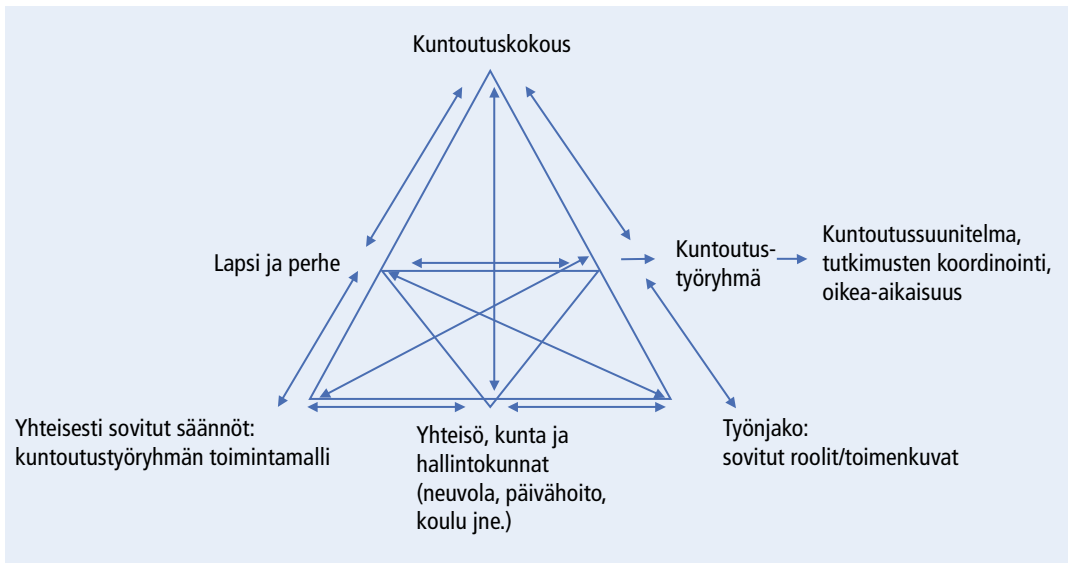 Kuntoutuskokous
Lapsi ja perhe
Kuntoutus-
työryhmä
Kuntoutussuunitelma,
tutkimusten koordinointi,
oikea-aikaisuus
Yhteisesti sovitut säännöt:
kuntoutustyöryhmän toimintamalli
Yhteisö, kunta ja
hallintokunnat
(neuvola, päivähoito,
koulu jne.)
Työnjako:
sovitut roolit/toimenkuvat